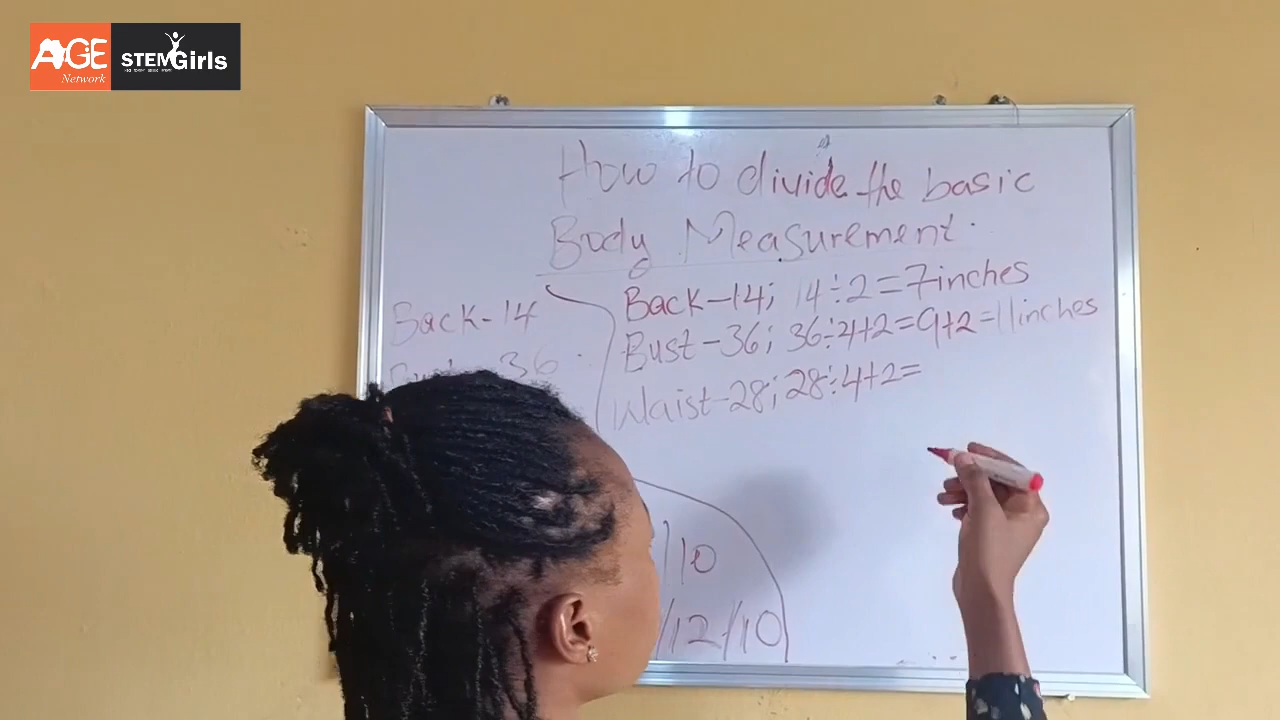 AGE
Network
STEMGirls
How to divide the basic
Body Measurement.
Back-14
Back-14; 14÷2=7inches
36
Bust-36; 36÷4+2=9+2=11inches
Waist-28; 28÷4+2=
/10
/12/10